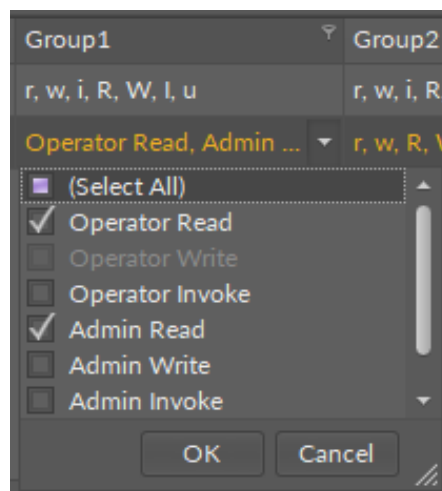 Group1 Group2
r, w, i, R, W, I, u r, w, i, R
Operator Read, Admin ... r, w, R,
(Select All)
Operator Read
Operator Write
Operator Invoke
Admin Read
Admin Write
Admin Invoke
OK Cancel